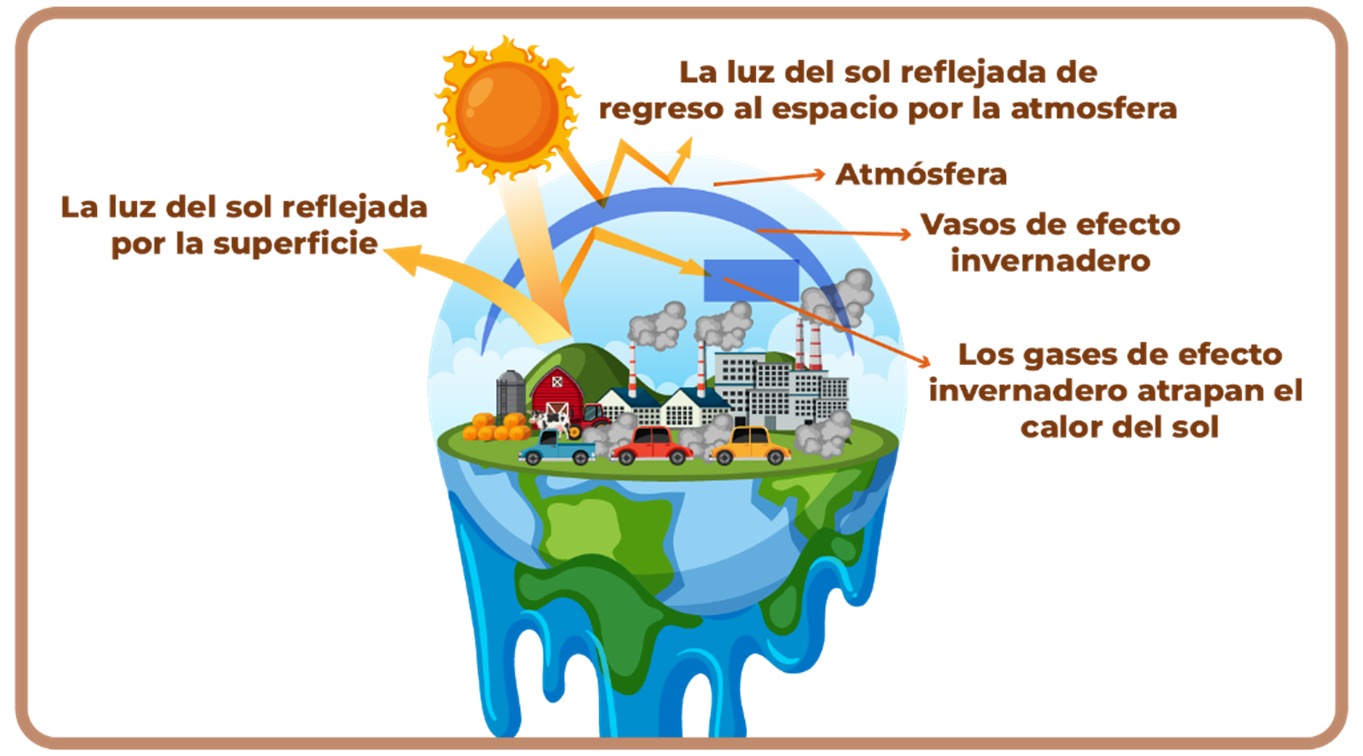 La luz del sol reflejada de
regreso al espacio por la atmosfera
Atmósfera
La luz del sol reflejada
por la superficie
Vasos de efecto
invernadero
Los gases de efecto
invernadero atrapan el
calor del sol